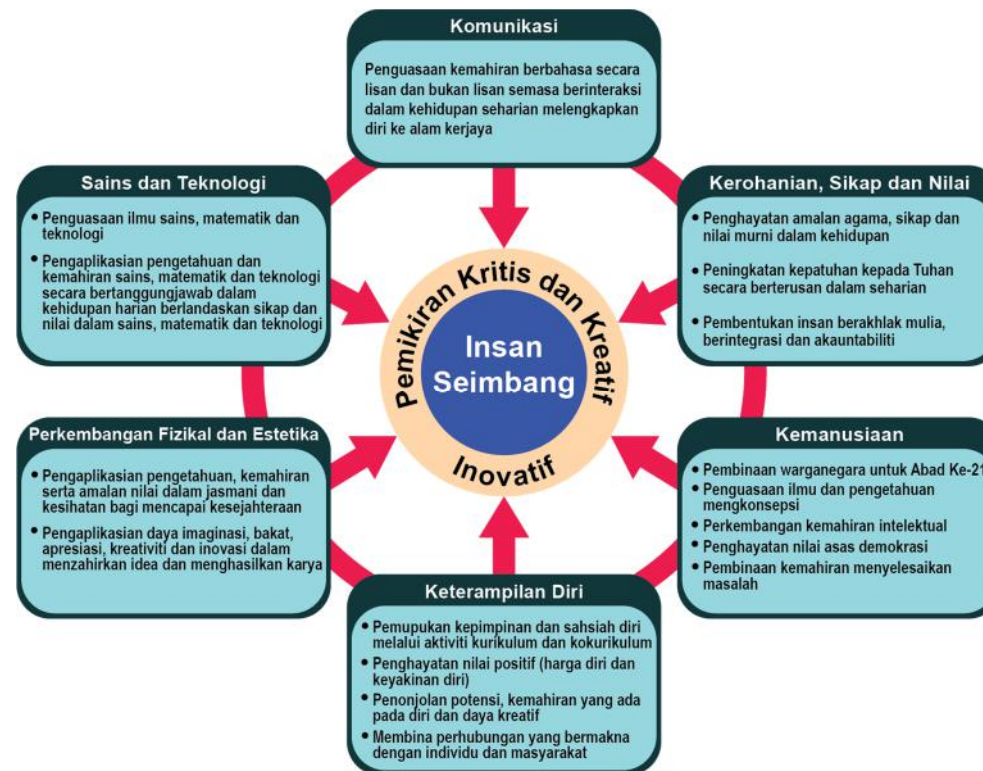 Komunikasi
Penguasaan kemahiran berbahasa secara
lisan dan bukan lisan semasa berinteraksi
dalam kehidupan seharian melengkapkan
diri ke alam kerjaya
Sains dan Teknologi
• Penguasaan ilmu sains, matematik dan
teknologi
• Pengaplikasian pengetahuan dan
kemahiran sains, matematik dan teknologi
secara bertanggungjawab dalam
kehidupan harian berlandaskan sikap dan
nilai dalam sains, matematik dan teknologi
Kerohanian, Sikap dan Nilai
• Penghayatan amalan agama, sikap dan
nilai murni dalam kehidupan
• Peningkatan kepatuhan kepada Tuhan
secara berterusan dalam seharian
• Pembentukan insan berakhlak mulia,
berintegrasi dan akauntabiliti
Pemikiran Kritis dan Kreatif
Insan
Seimbang
Inovatif
Perkembangan Fizikal dan Estetika
• Pengaplikasian pengetahuan, kemahiran
serta amalan nilai dalam jasmani dan
kesihatan bagi mencapai kesejahteraan
• Pengaplikasian daya imaginasi, bakat,
apresiasi, kreativiti dan inovasi dalam
menzahirkan idea dan menghasilkan karya
Kemanusiaan
• Pembinaan warganegara untuk Abad Ke-21
• Penguasaan ilmu dan pengetahuan
mengkonsepsi
• Perkembangan kemahiran intelektual
• Penghayatan nilai asas demokrasi
• Pembinaan kemahiran menyelesaikan
masalah
Keterampilan Diri
• Pemupukan kepimpinan dan sahsiah diri
melalui aktiviti kurikulum dan kokurikulum
• Penghayatan nilai positif (harga diri dan
keyakinan diri)
• Penonjolan potensi, kemahiran yang ada
pada diri dan daya kreatif
• Membina perhubungan yang bermakna
dengan individu dan masyarakat